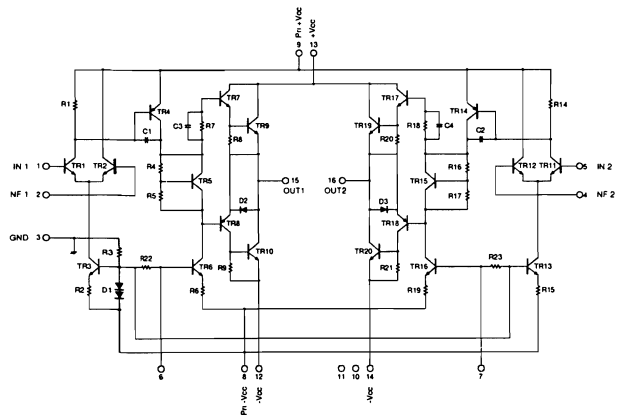 Pri +Vcc
+Vcc
9 13
R1 TR4 TR7 TR17 TR14 R14
C1 C3 R7 TR9 TR19 R18 C4 C2
R8 R20
IN 1 1 TR1 TR2 R4 TR12 TR11 5 IN 2
R16
NF 1 2 TR5 15 16 TR15 4 NF 2
R5 OUT1 OUT2 R17
D2 D3
GND 3 TR8 TR18
R3 TR10 TR20
TR3 R22 TR6 R9 R21 TR16 R23 TR13
R2 D1 R6 R19 R15
6 8 12 11 10 14 7
Pri -Vcc
-Vcc
-Vcc